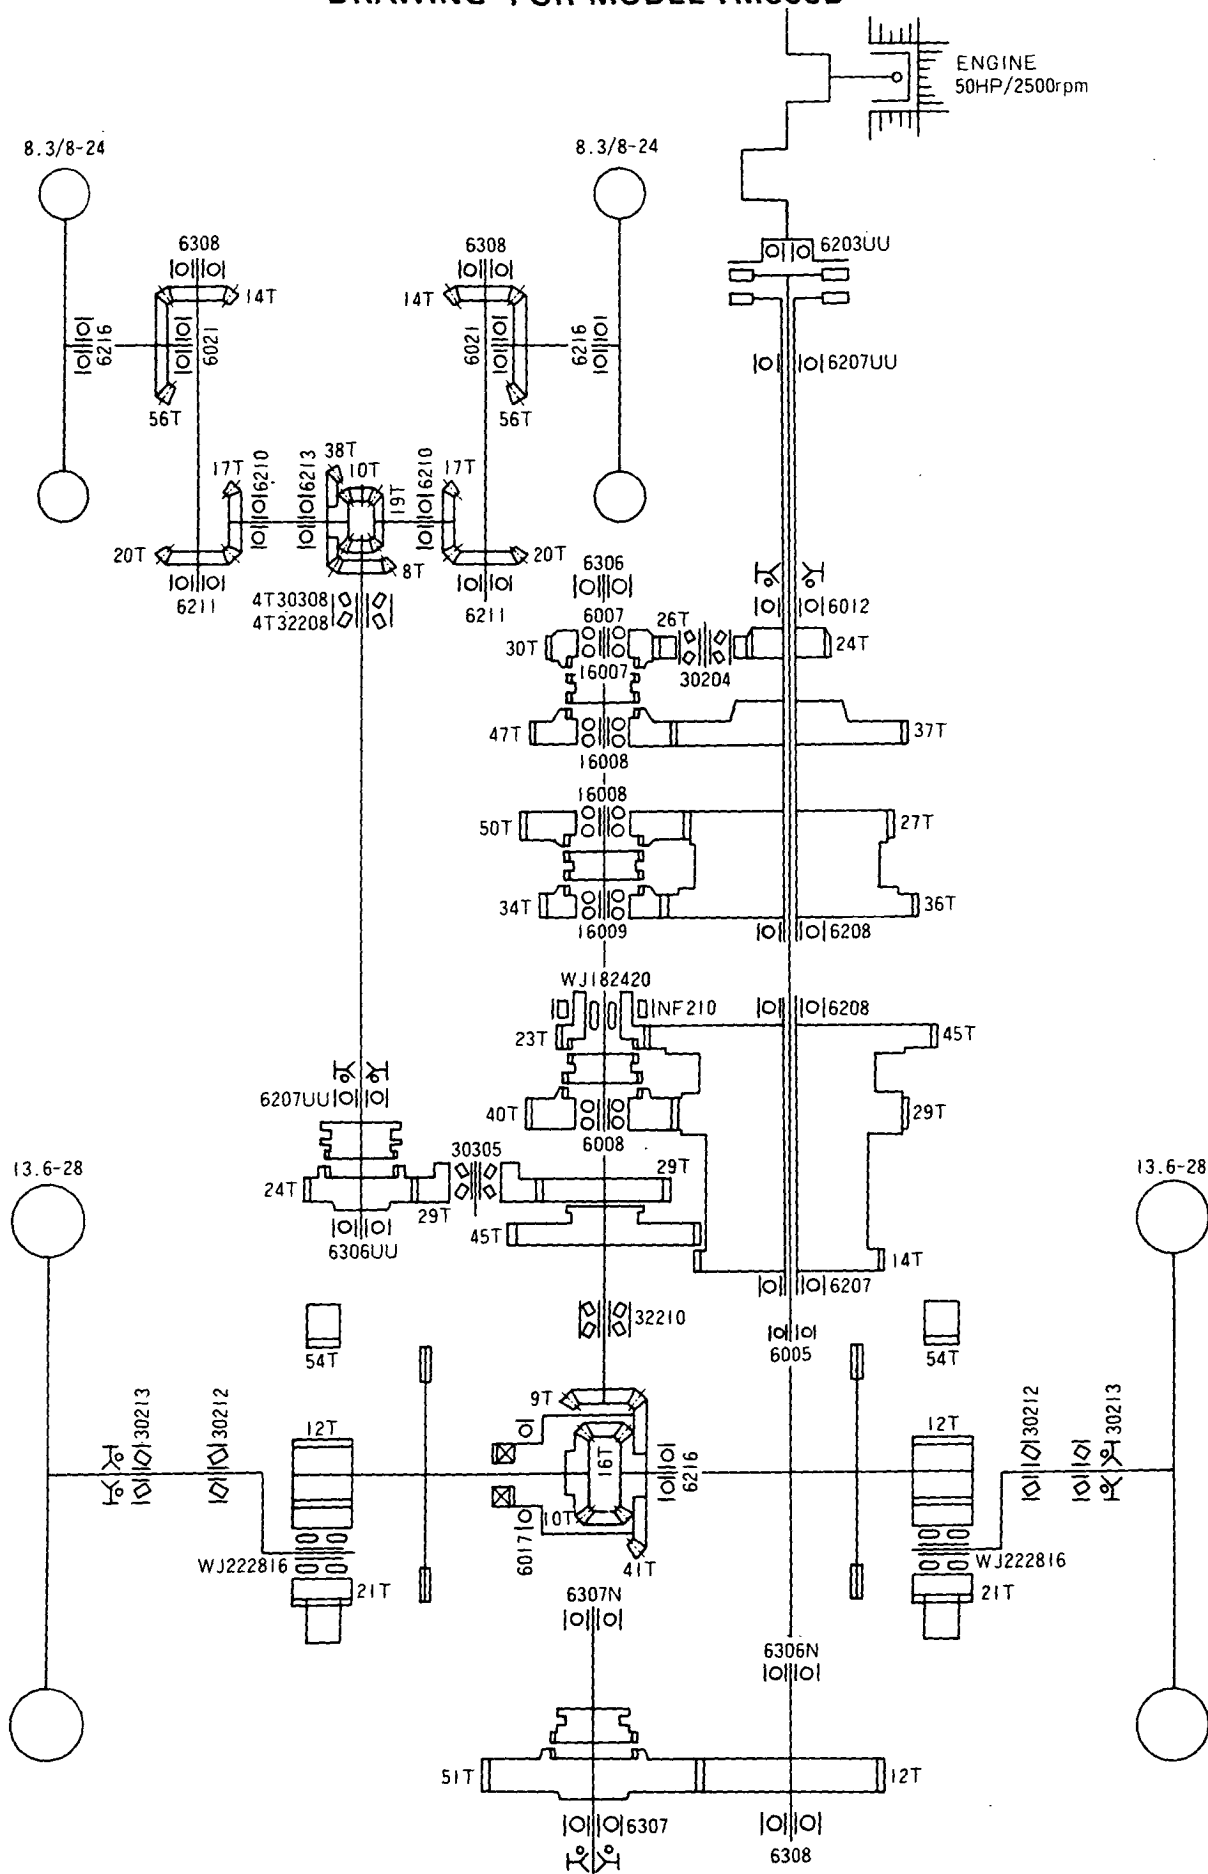 DRAWING FOR MODEL
ENGINE
50HP/2500rpm
8.3/8-24
8.3/8-24
6203UU
6308
6308
14T
14T
6216
6021
6021
6216
6207UU
56T
56T
17T
6210
6213
38T
10T
19T
6210
17T
20T
8T
20T
6211
4T30308
4T32208
6211
6306
6012
6007
26T
30T
24T
16007
30204
47T
37T
16008
16008
50T
27T
34T
36T
16009
6208
WJ182420
NF210
6208
23T
45T
6207UU
40T
29T
6008
13.6-28
30305
29T
13.6-28
24T
29T
45T
6306UU
14T
6207
32210
54T
6005
54T
9T
30213
30212
12T
12T
30212
30213
16T
6216
10T
6017
41T
WJ222816
WJ222816
21T
21T
6307N
6306N
51T
12T
6307
6308